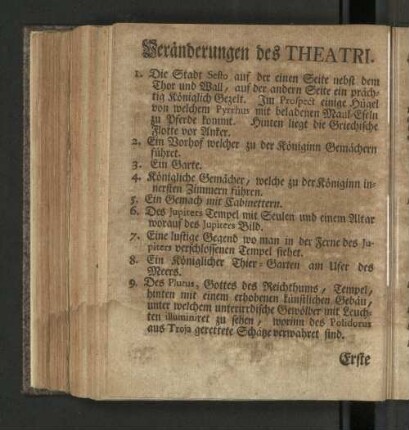 Veränderungen des THEATRI.
1. Die Stadt Sesto auf der einen Seite nebst dem
Thor und Wall, auf der andern Seite ein präch-
tig Königlich Gezelt. Im Prospect einige Hügel
von welchem Pyrrhus mit beladenen Maul-Eseln
zu Pferde kommt. Hinten liegt die Griechische
Flotte vor Anker.
2. Ein Vorhof welcher zu der Königinn Gemächern
führet.
3. Ein Garte.
4. Königliche Gemächer, welche zu der Königinn in-
nersten Zimmern führen.
5. Ein Gemach mit Cabinettern.
6. Des Jupiters Tempel mit Seulen und einem Altar
worauf des Jupiters Bild.
7. Eine lustige Gegend wo man in der Ferne des Ju-
piters verschlossenen Tempel siehet.
8. Ein Königlicher Thier-Garten am Ufer des
Meers.
9. Des Plutus, Gottes des Reichthums, Tempel,
hinten mit einem erhobenen künstlichen Gebäu,
unter welchem unterirrdische Gewölber mit Leuch-
ten illuminiret zu sehen, worinn des Polidorus
aus Troja gerettete Schätze verwahret sind.
Erste